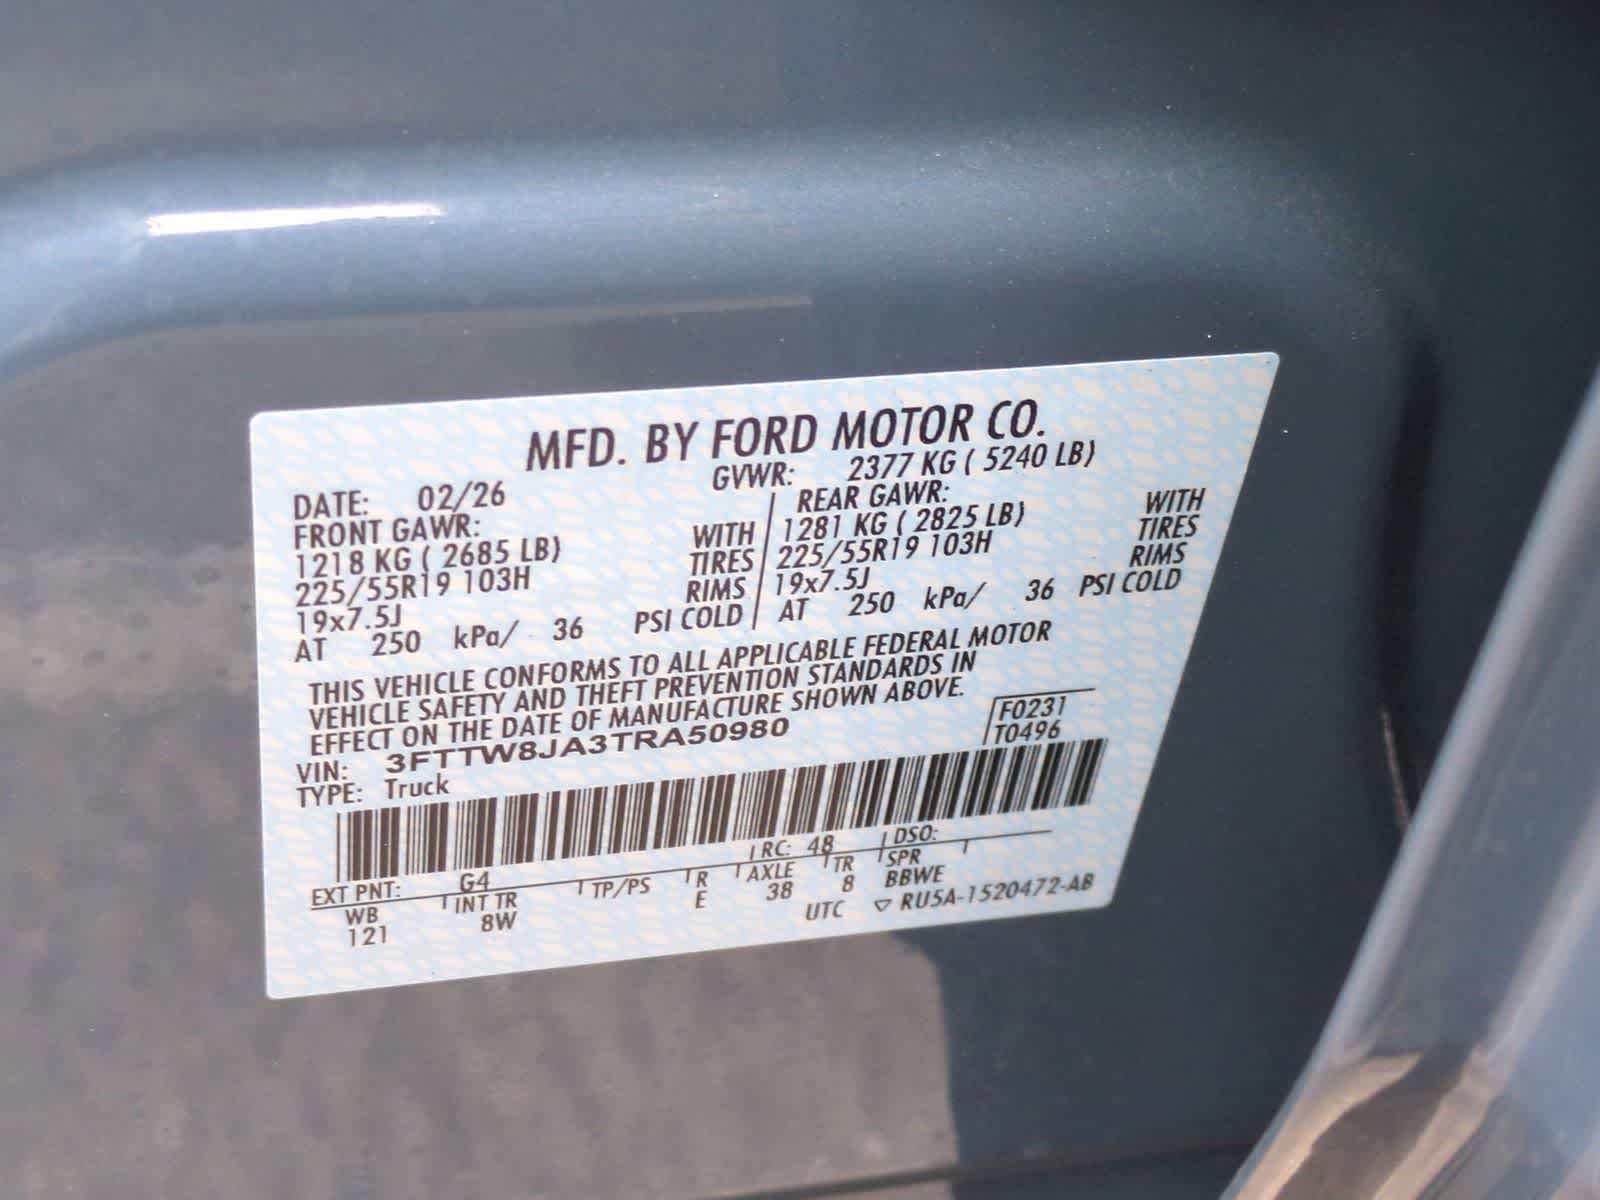 MFD. BY FORD MOTOR CO.
DATE: 02/26 GVWR: 2377 KG ( 5240 LB)
FRONT GAWR: REAR GAWR:
1218 KG ( 2685 LB) WITH 1281 KG ( 2825 LB) WITH
225/55R19 103H TIRES 225/55R19 103H TIRES
19x7.5J RIMS 19x7.5J RIMS
AT 250 kPa/ 36 PSI COLD AT 250 kPa/ 36 PSI COLD
THIS VEHICLE CONFORMS TO ALL APPLICABLE FEDERAL MOTOR
VEHICLE SAFETY AND THEFT PREVENTION STANDARDS IN
EFFECT ON THE DATE OF MANUFACTURE SHOWN ABOVE.
VIN: 3FTTW8JA3TRA50980 F0231
TYPE: Truck T0496
EXT PNT: G4 RC: 48 DSO:
WB INT TR TP/PS R AXLE TR SPR
121 8W E 38 8 BBWE
UTC ▽ RU5A-1520472-AB